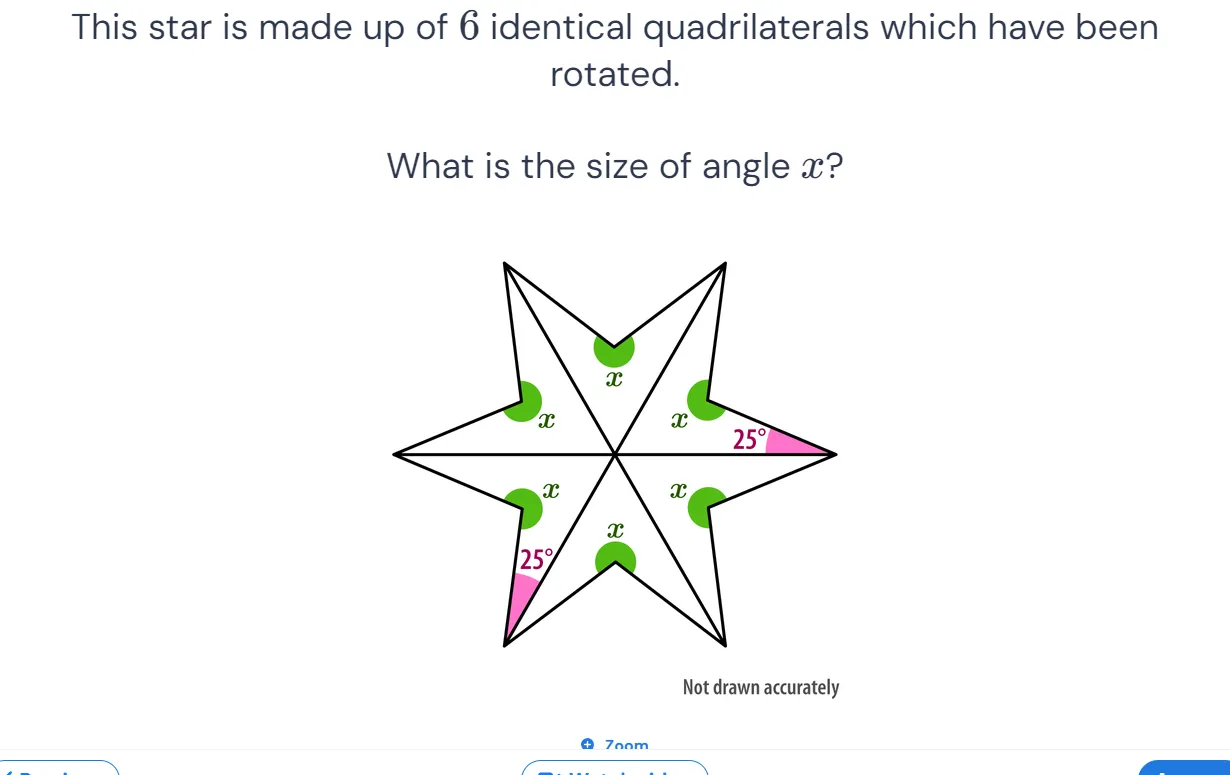 This star is made up of 6 identical quadrilaterals which have been
rotated.
What is the size of angle x?
x
x
x
25°
x
x
x
25°
Not drawn accurately
Zoom